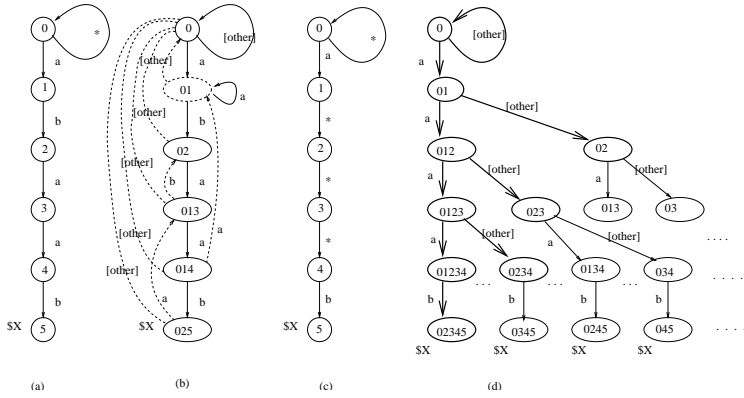 0 * a 1 b 2 a 3 a 4 b $X 5 (a)
0 [other] a [other] 01 a b [other] 02 [other] b a 013 [other] a a [other] 014 a b $X 025 (b)
0 * a 1 * 2 * 3 * 4 b $X 5 (c)
0 [other] a
01 [other] a
012 02 a [other] a [other]
0123 023 013 03 a [other] a [other] . . . .
01234 . . . 0234 . . . 0134 034 . . . .
b b b b
02345 0345 0245 045 . . . .
$X $X $X $X
(d)